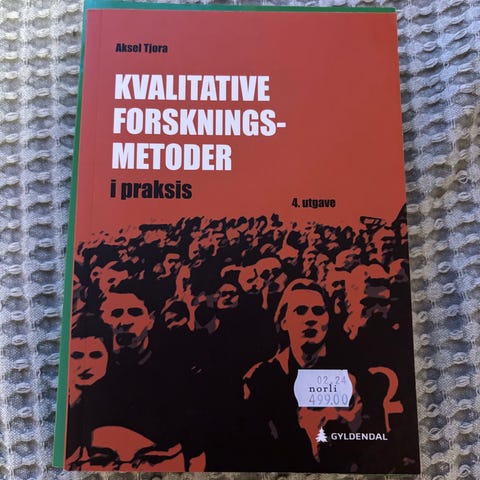 Aksel Tjora
KVALITATIVE
FORSKNINGS-
METODER
i praksis
4. utgave
02.24
norli
499.00
GYLDENDAL